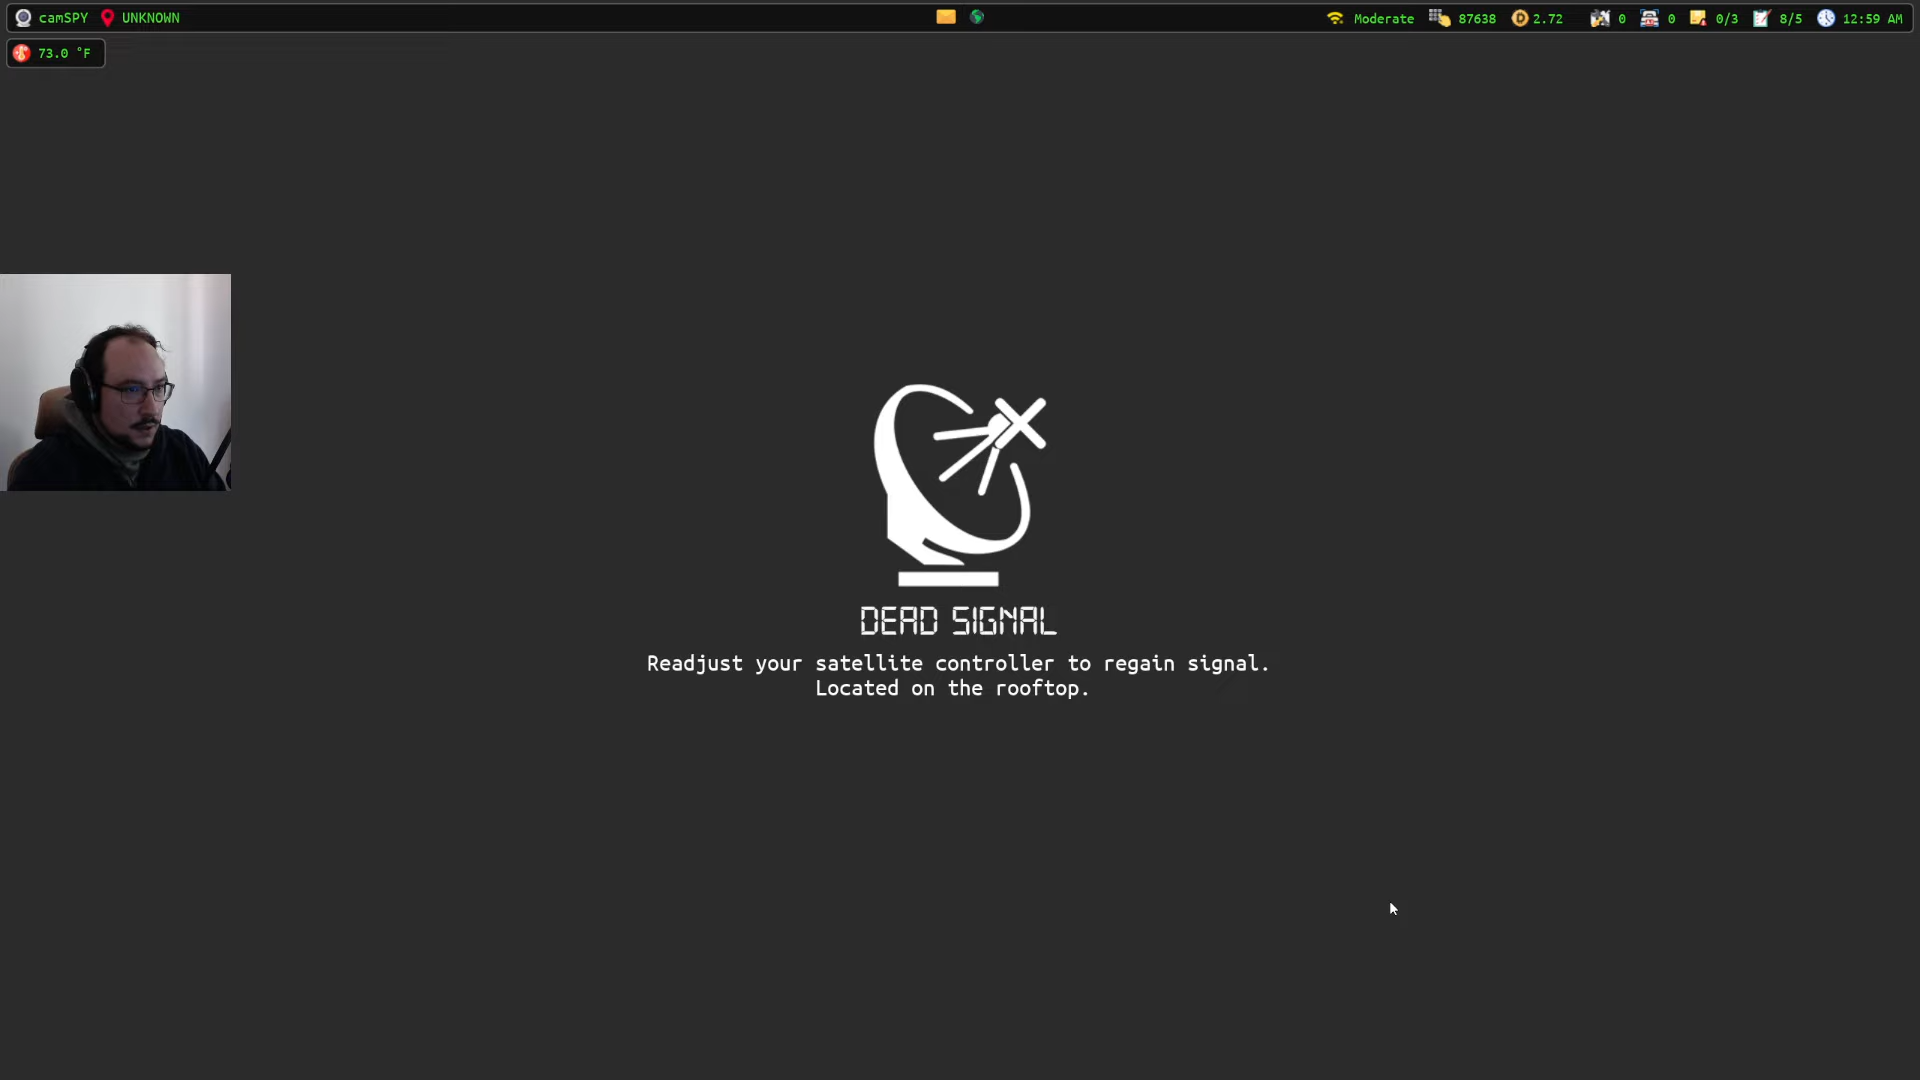 camSPY UNKNOWN Moderate 87638 2.72 0 0 0/3 8/5 12:59 AM
73.0 °F
DEAD SIGNAL
Readjust your satellite controller to regain signal.
Located on the rooftop.